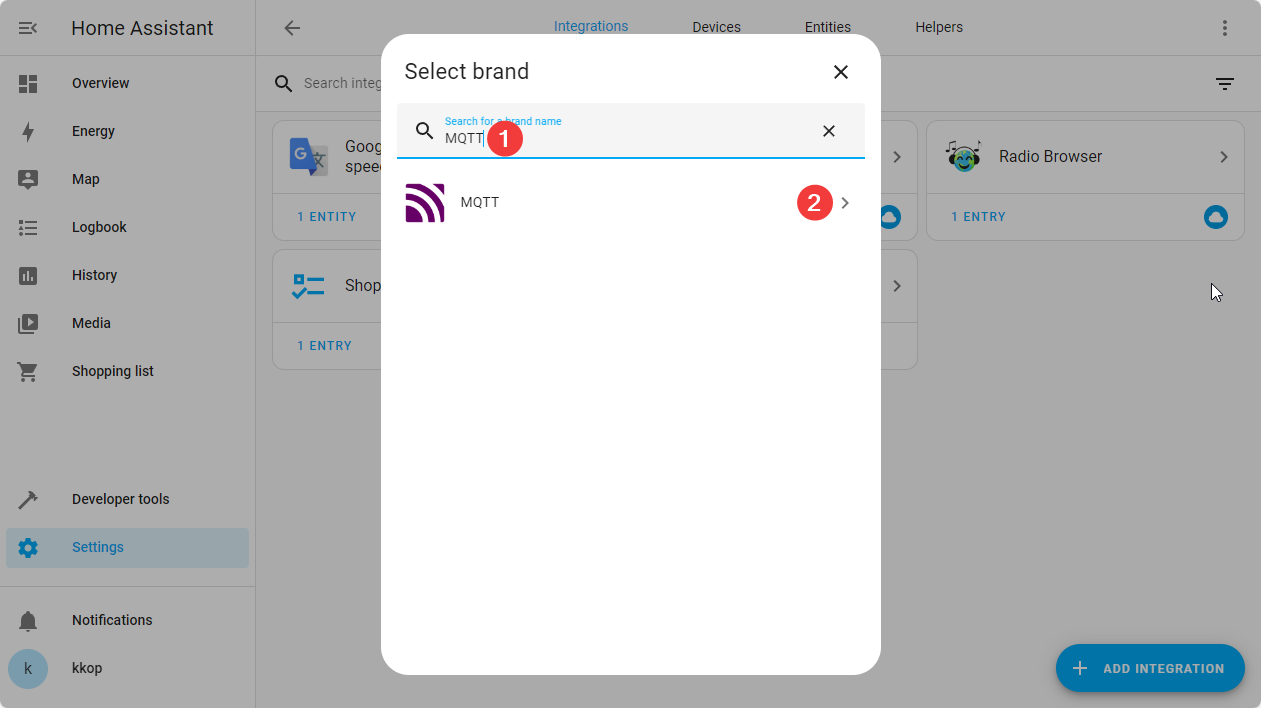 Home Assistant
Overview
Energy
Map
Logbook
History
Media
Shopping list
Developer tools
Settings
Notifications
k
kkop
Integrations
Devices
Entities
Helpers
Search integ
Select brand
Search for a brand name
MQTT
1
MQTT
2
Goog
G
speec
1 ENTITY
Radio Browser
1 ENTRY
Shop
1 ENTRY
ADD INTEGRATION